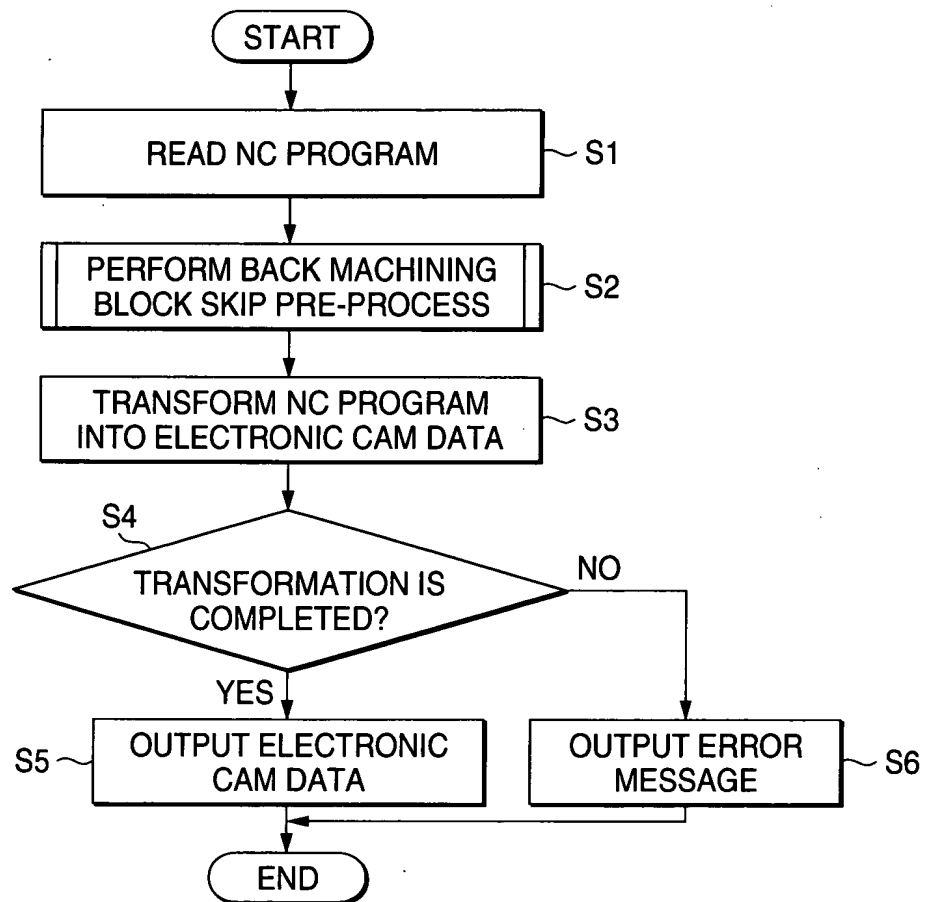 START
READ NC PROGRAM
S1
PERFORM BACK MACHINING
BLOCK SKIP PRE-PROCESS
S2
TRANSFORM NC PROGRAM
INTO ELECTRONIC CAM DATA
S3
S4
TRANSFORMATION IS
COMPLETED?
NO
YES
S5
OUTPUT ELECTRONIC
CAM DATA
OUTPUT ERROR
MESSAGE
S6
END